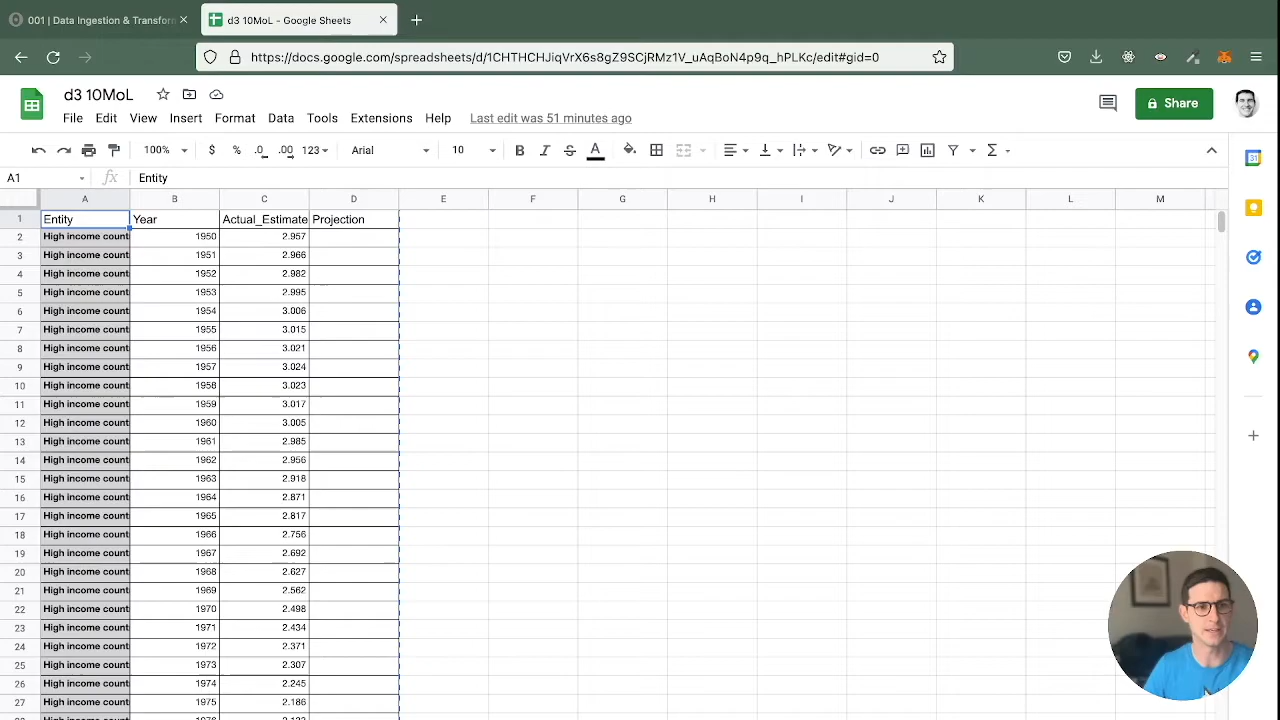 001 | Data Ingestion & Transform
d3 10MoL - Google Sheets
https://docs.google.com/spreadsheets/d/1CHTHCHJiqVrX6s8gZ9SCjRMz1V_uAqBoN4p9q_hPLKc/edit#gid=0
d3 10MoL
File Edit View Insert Format Data Tools Extensions Help Last edit was 51 minutes ago
Share
100% $ % .0 .00 123 Arial 10 B I S A
A1 fx Entity
A B C D E F G H I J K L M
1 Entity Year Actual_Estimate Projection
2 High income count 1950 2.957
3 High income count 1951 2.966
4 High income count 1952 2.982
5 High income count 1953 2.995
6 High income count 1954 3.006
7 High income count 1955 3.015
8 High income count 1956 3.021
9 High income count 1957 3.024
10 High income count 1958 3.023
11 High income count 1959 3.017
12 High income count 1960 3.005
13 High income count 1961 2.985
14 High income count 1962 2.956
15 High income count 1963 2.918
16 High income count 1964 2.871
17 High income count 1965 2.817
18 High income count 1966 2.756
19 High income count 1967 2.692
20 High income count 1968 2.627
21 High income count 1969 2.562
22 High income count 1970 2.498
23 High income count 1971 2.434
24 High income count 1972 2.371
25 High income count 1973 2.307
26 High income count 1974 2.245
27 High income count 1975 2.186